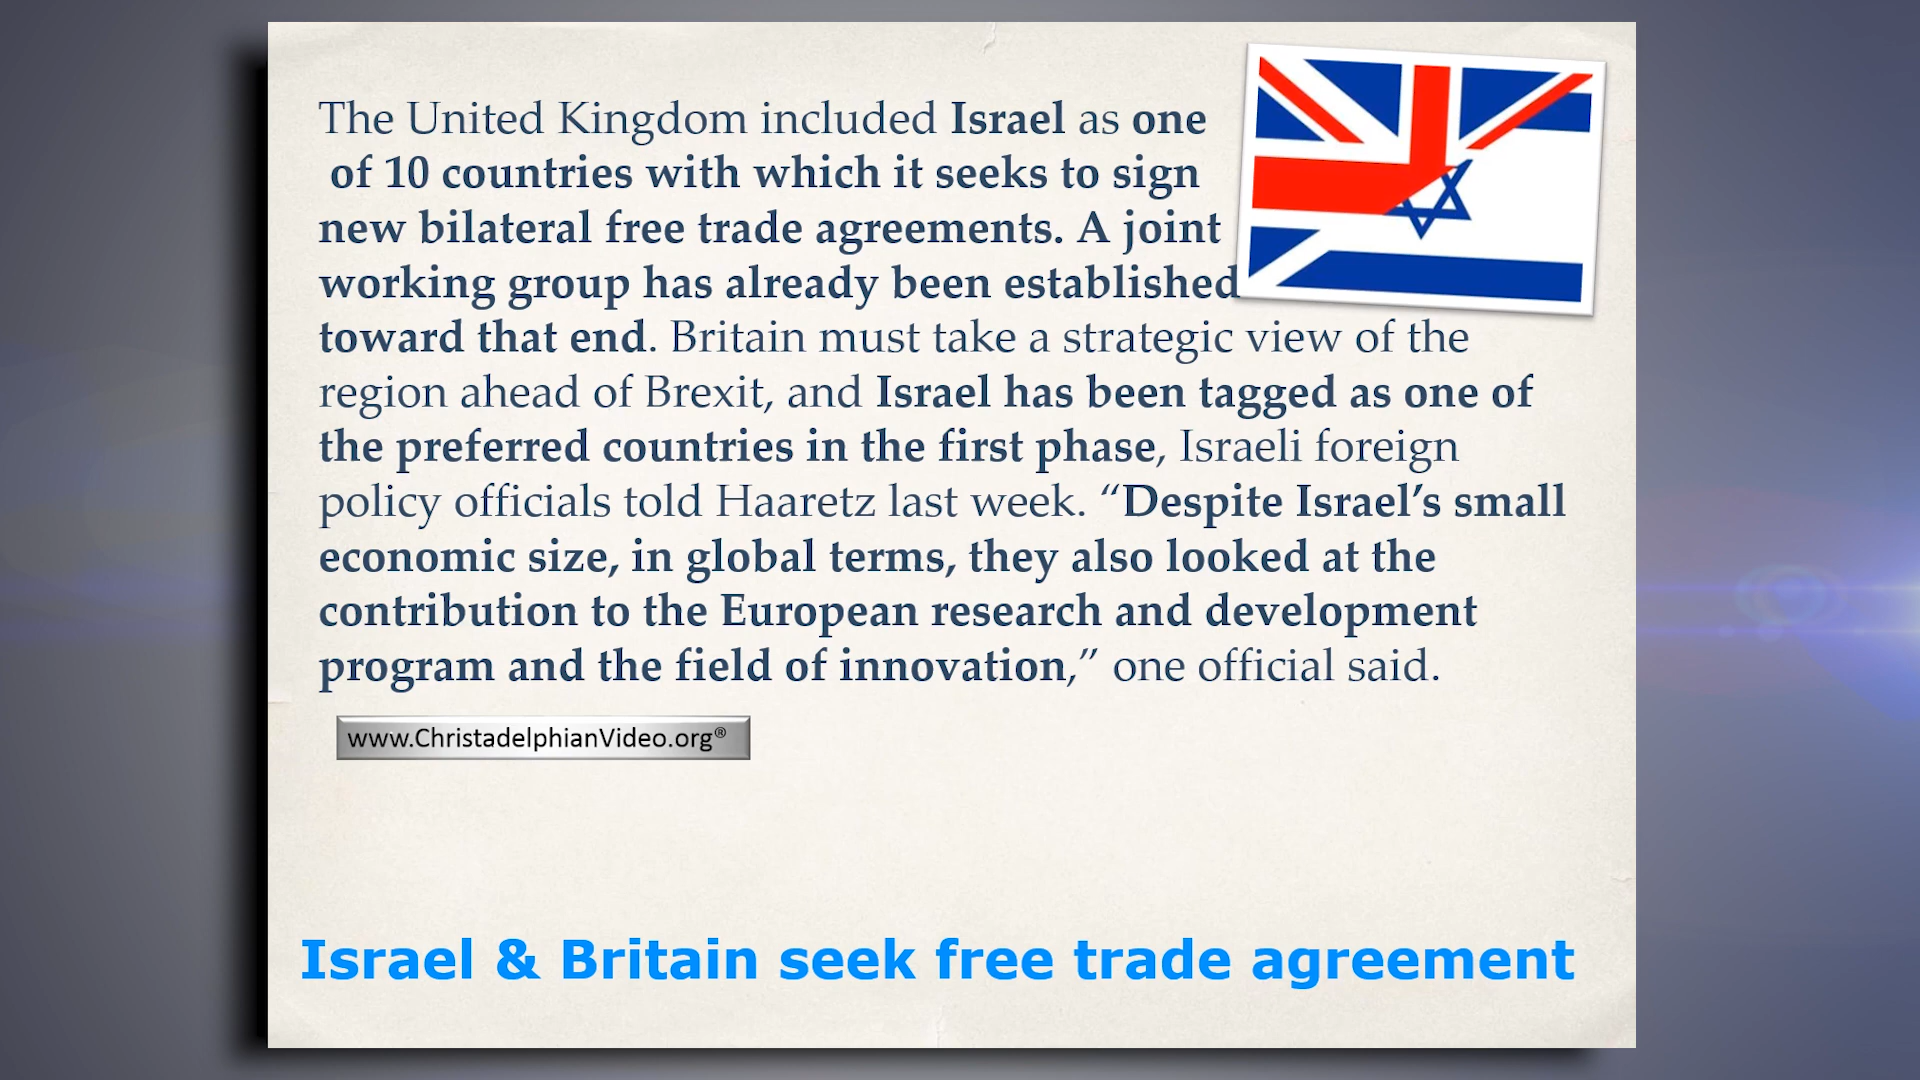 The United Kingdom included Israel as one
of 10 countries with which it seeks to sign
new bilateral free trade agreements. A joint
working group has already been established
toward that end. Britain must take a strategic view of the
region ahead of Brexit, and Israel has been tagged as one of
the preferred countries in the first phase, Israeli foreign
policy officials told Haaretz last week. “Despite Israel’s small
economic size, in global terms, they also looked at the
contribution to the European research and development
program and the field of innovation,” one official said.
www.ChristadelphianVideo.org®
Israel & Britain seek free trade agreement